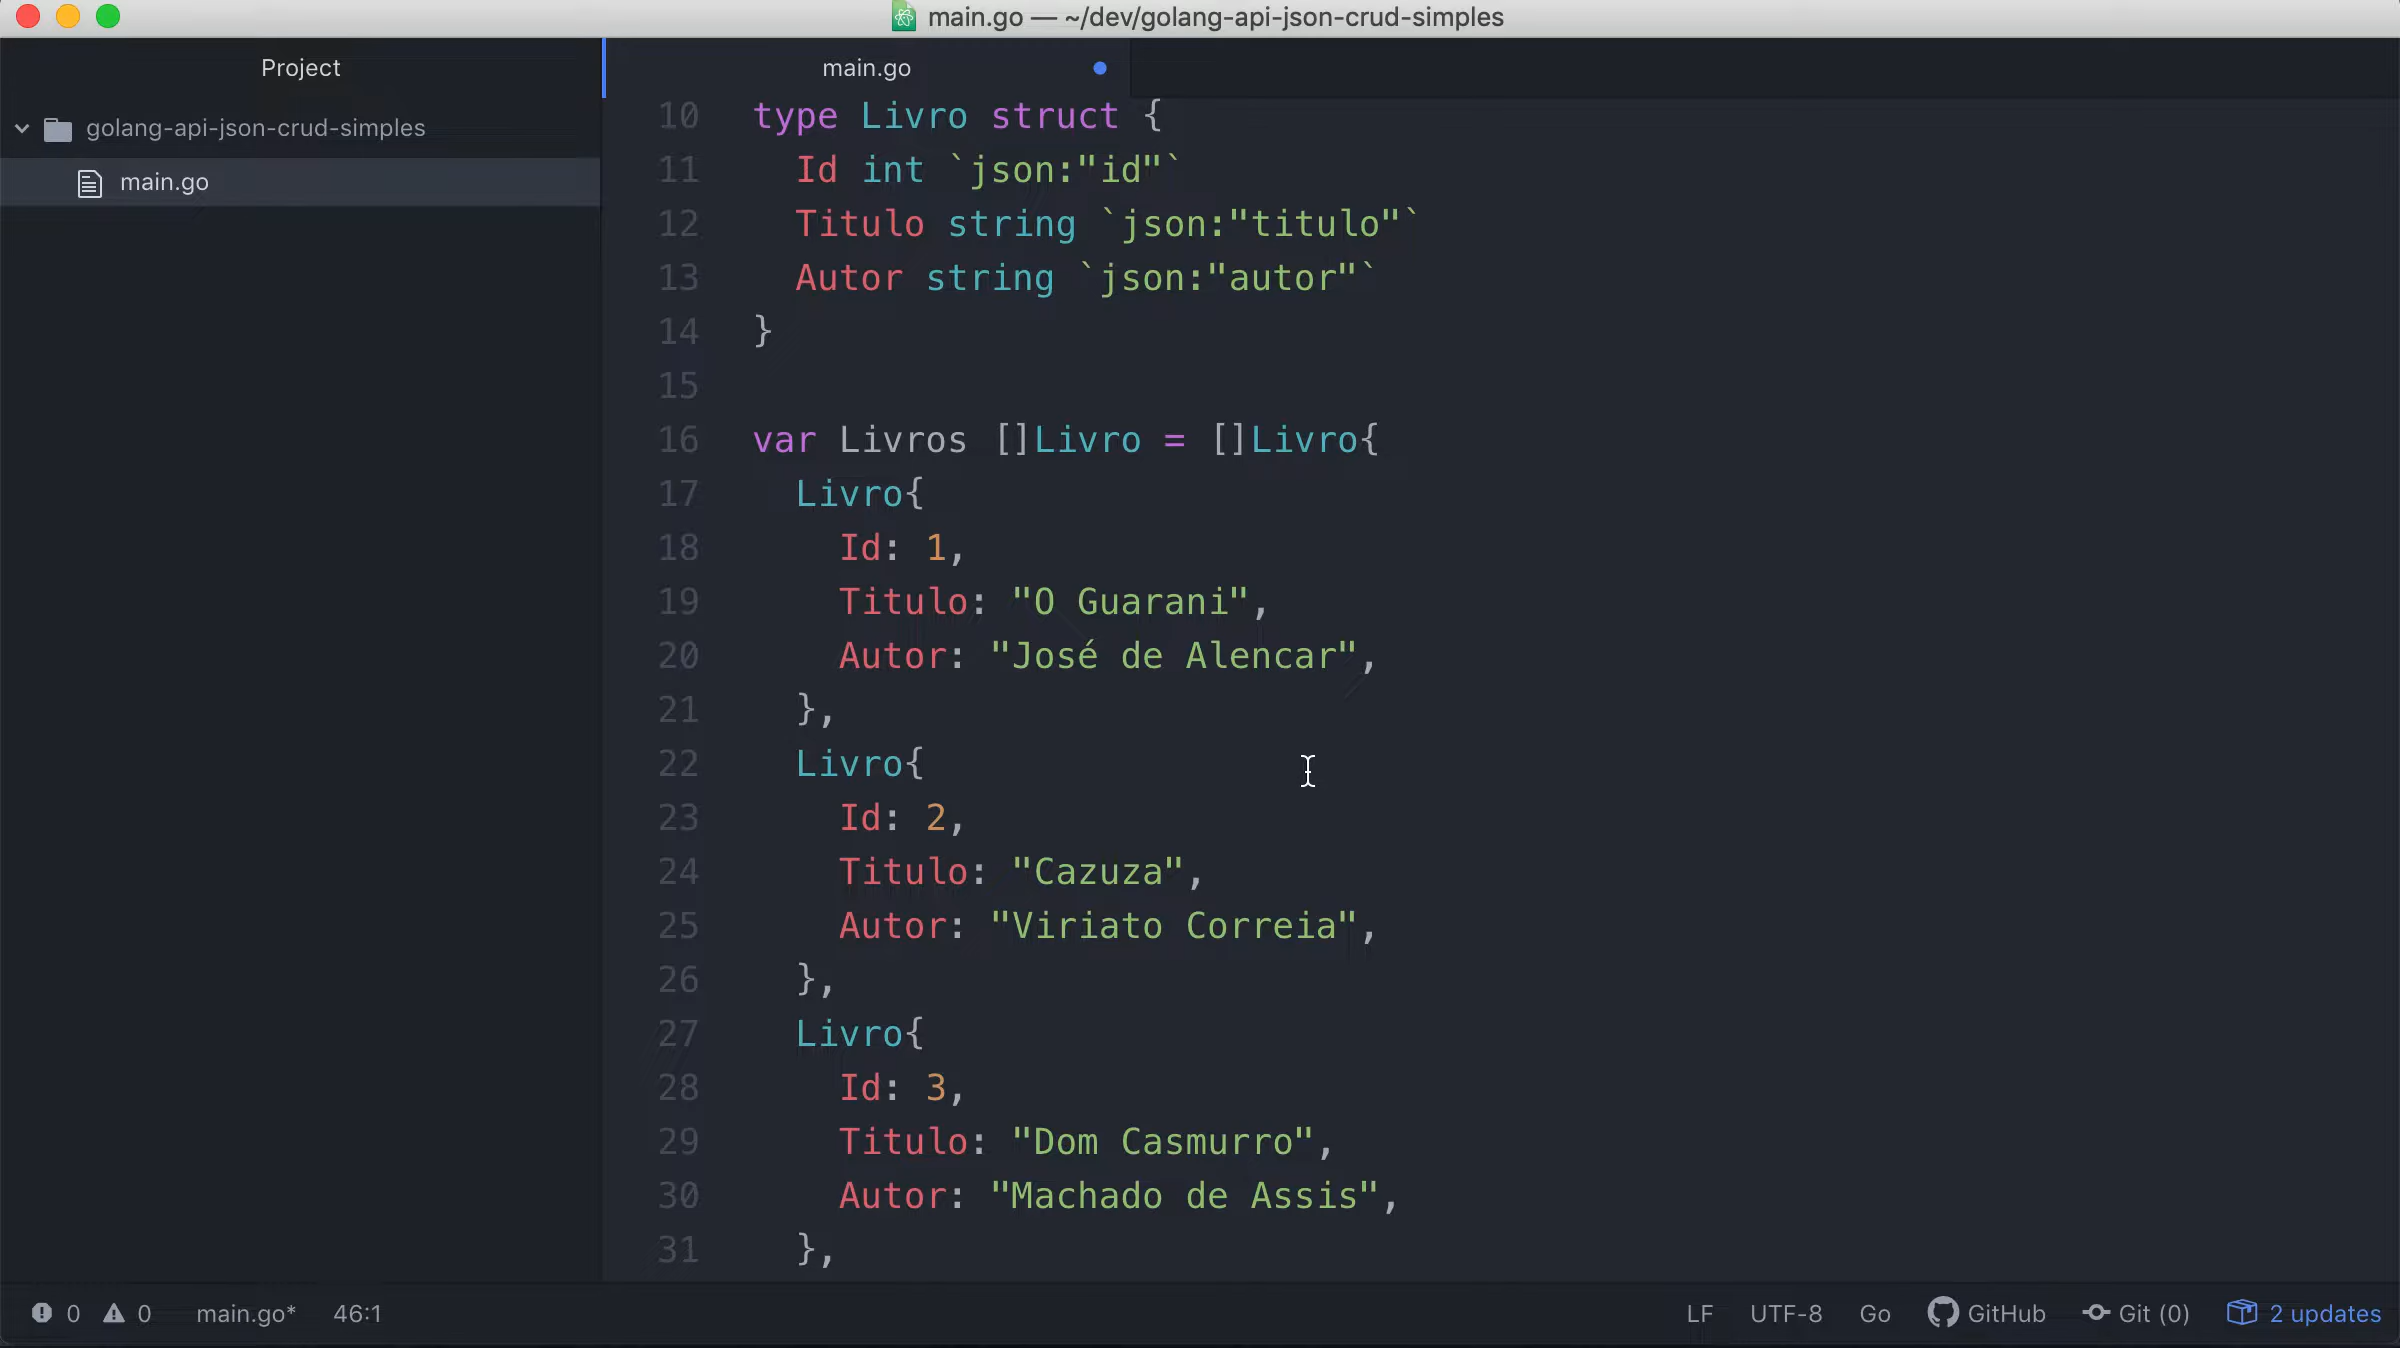 main.go — ~/dev/golang-api-json-crud-simples
Project
main.go
golang-api-json-crud-simples
main.go
10 type Livro struct {
11 Id int `json:"id"`
12 Titulo string `json:"titulo"`
13 Autor string `json:"autor"`
14 }
15
16 var Livros []Livro = []Livro{
17 Livro{
18 Id: 1,
19 Titulo: "O Guarani",
20 Autor: "José de Alencar",
21 },
22 Livro{
23 Id: 2,
24 Titulo: "Cazuza",
25 Autor: "Viriato Correia",
26 },
27 Livro{
28 Id: 3,
29 Titulo: "Dom Casmurro",
30 Autor: "Machado de Assis",
31 },
0 0 main.go* 46:1 LF UTF-8 Go GitHub Git (0) 2 updates